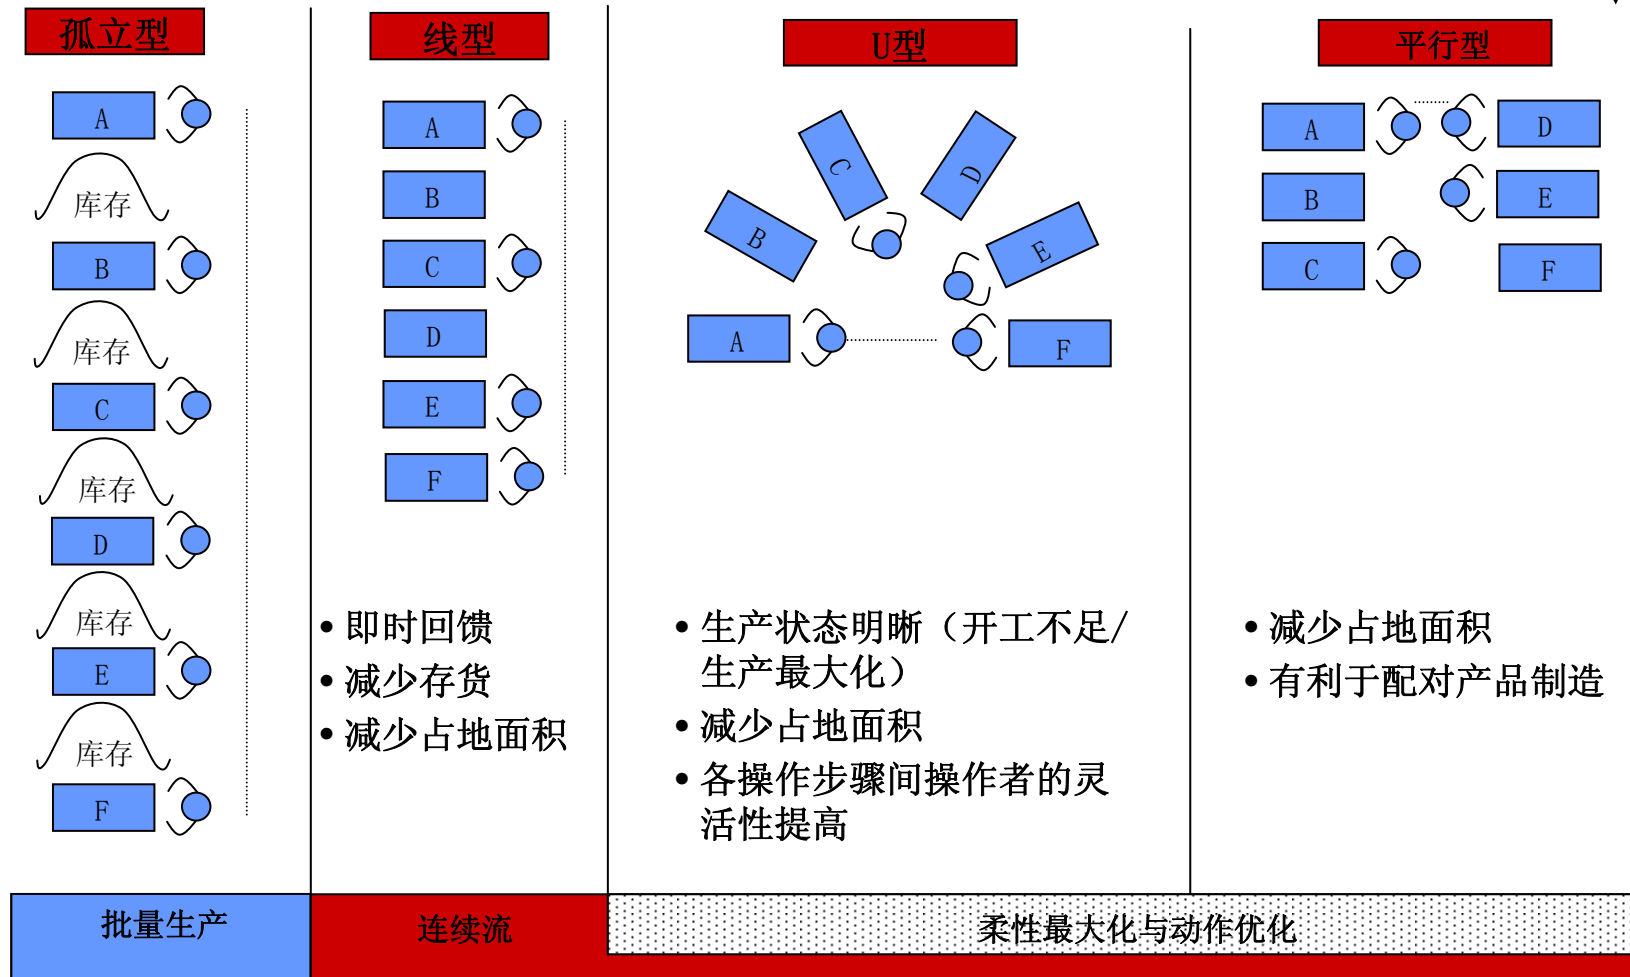 孤立型
A
库存
B
库存
C
库存
D
库存
E
库存
F
线型
A
B
C
D
E
F
• 即时回馈
• 减少存货
• 减少占地面积
U型
A
B
C
D
E
F
• 生产状态明晰（开工不足/
生产最大化）
• 减少占地面积
• 各操作步骤间操作者的灵
活性提高
平行型
A
B
C
D
E
F
• 减少占地面积
• 有利于配对产品制造
批量生产
连续流
柔性最大化与动作优化